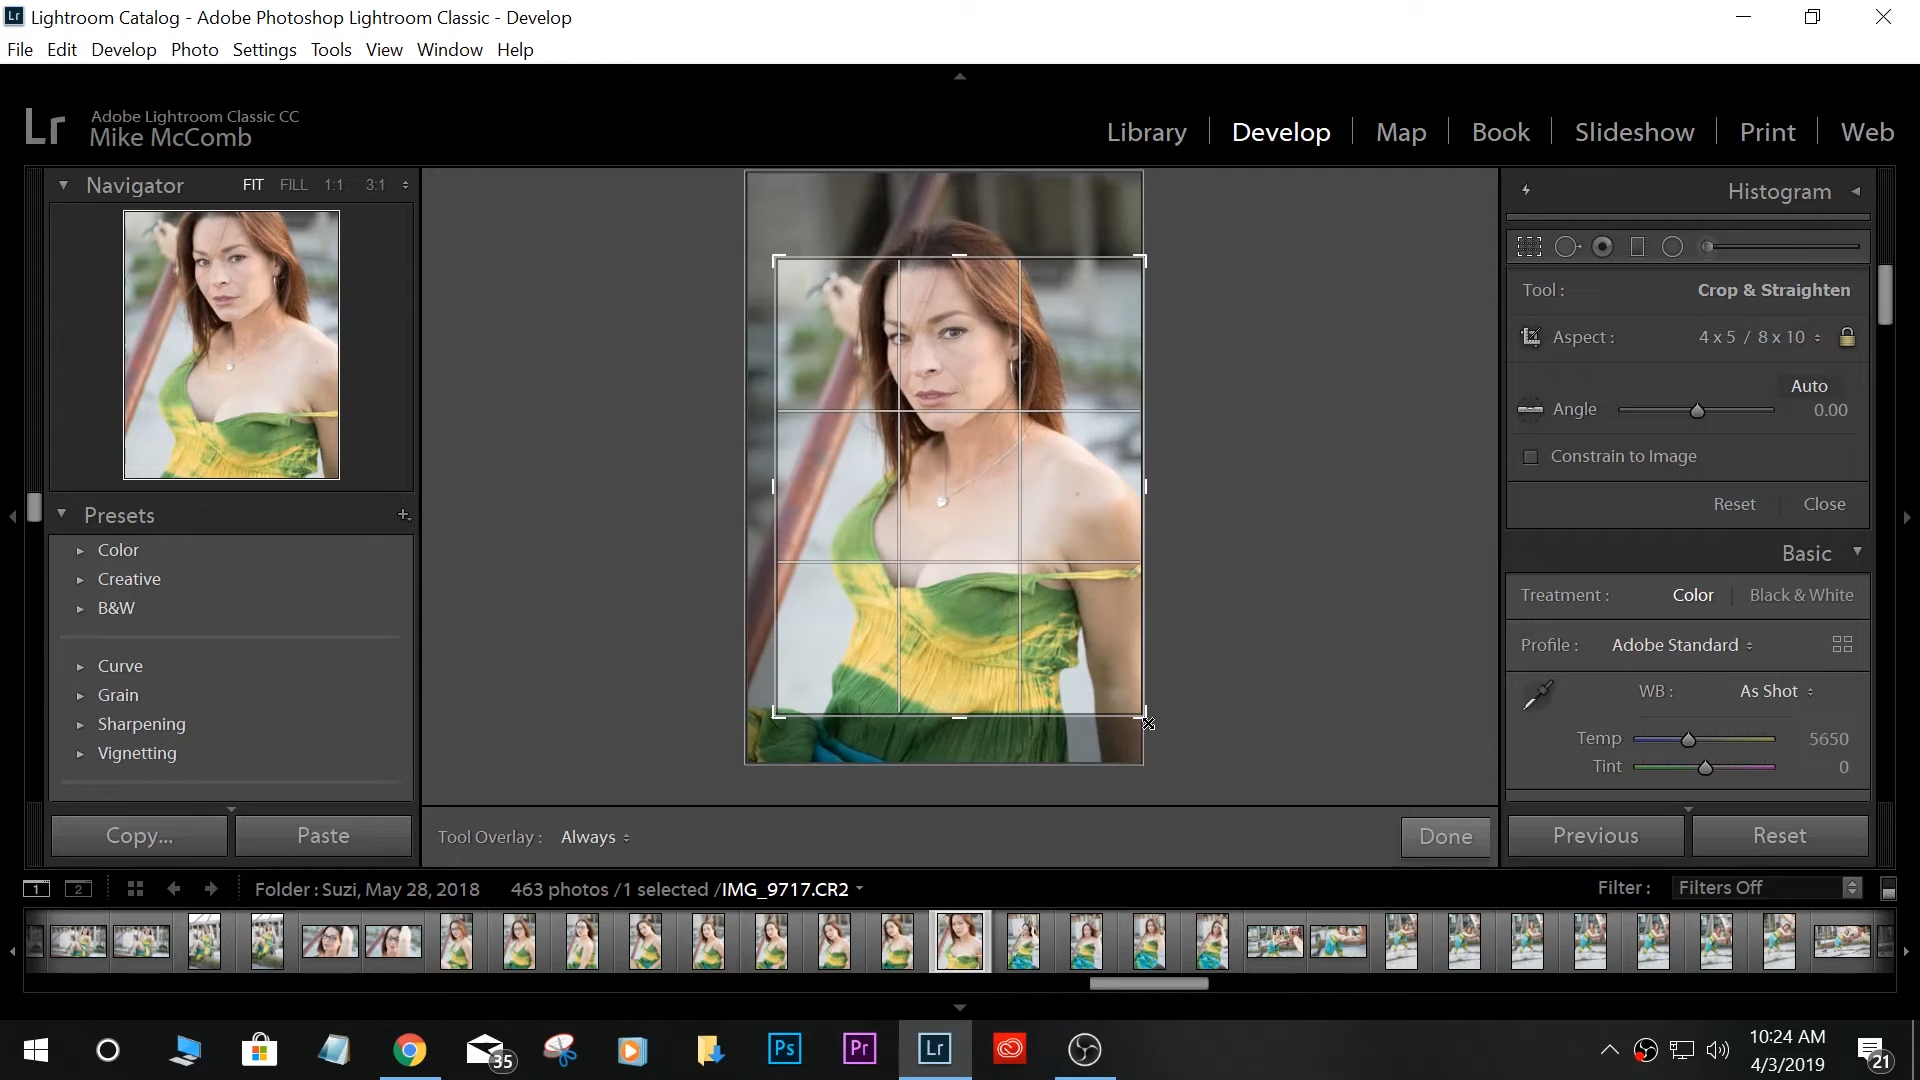 Lr Lightroom Catalog - Adobe Photoshop Lightroom Classic - Develop
File Edit Develop Photo Settings Tools View Window Help
Lr Adobe Lightroom Classic CC
Mike McComb
Library Develop Map Book Slideshow Print Web
Navigator FIT FILL 1:1 3:1
Presets
Color
Creative
B&W
Curve
Grain
Sharpening
Vignetting
Copy... Paste
Tool Overlay : Always
Done
Histogram
Tool : Crop & Straighten
Aspect : 4 x 5 / 8 x 10
Auto
Angle 0.00
Constrain to Image
Reset Close
Basic
Treatment : Color Black & White
Profile : Adobe Standard
WB : As Shot
Temp 5650
Tint 0
Previous Reset
1 2 Folder : Suzi, May 28, 2018 463 photos /1 selected /IMG_9717.CR2 Filter : Filters Off
35 Ps Pr Lr
10:24 AM
4/3/2019
21